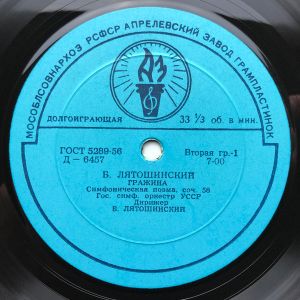 МОСОБЛСОВНАРХОЗ РСФСР АПРЕЛЕВСКИЙ ЗАВОД ГРАМПЛАСТИНОК
АЗ
ДОЛГОИГРАЮЩАЯ 33 1/3 об. в мин.
ГОСТ 5289-56 Вторая гр.-1
Д — 6457 7-00
Б. ЛЯТОШИНСКИЙ
ГРАЖИНА
Симфоническая поэма, соч. 58
Гос. симф. оркестр УССР
Дирижер
Б. ЛЯТОШИНСКИЙ